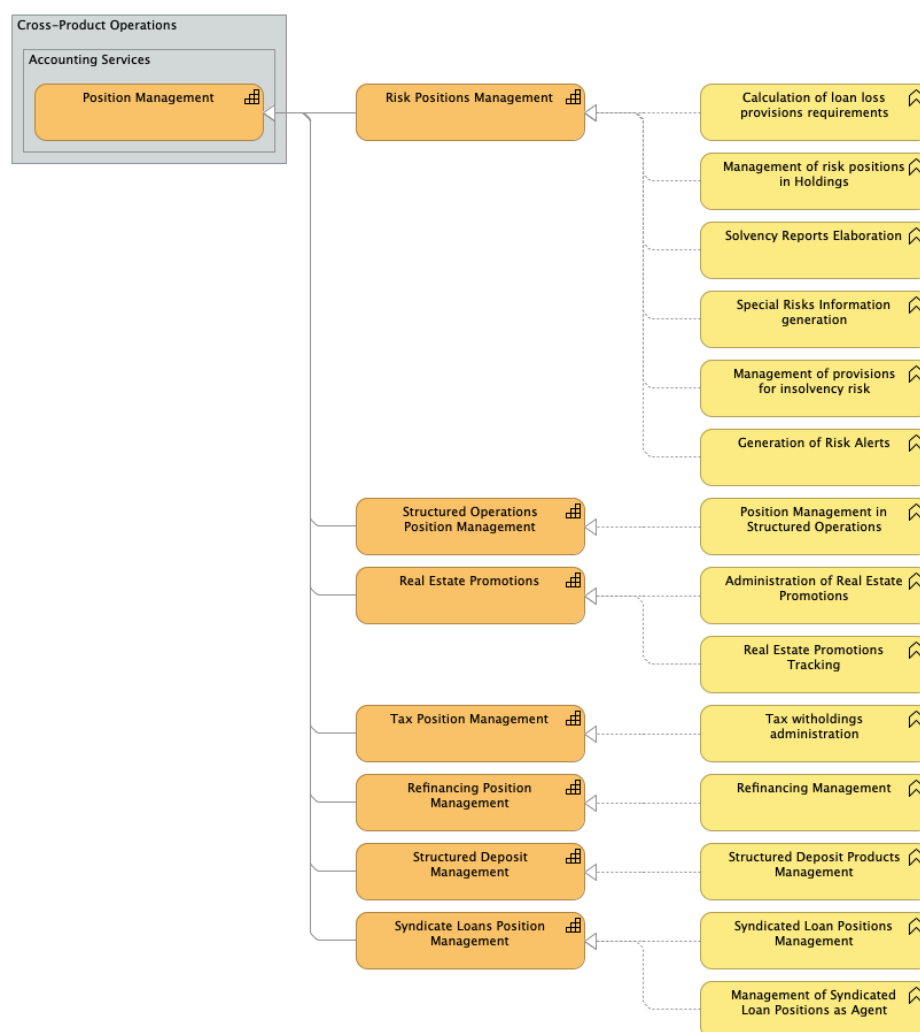 Cross-Product Operations
Accounting Services
Position Management
Risk Positions Management
Calculation of loan loss
provisions requirements
Management of risk positions
in Holdings
Solvency Reports Elaboration
Special Risks Information
generation
Management of provisions
for insolvency risk
Generation of Risk Alerts
Structured Operations
Position Management
Position Management in
Structured Operations
Real Estate Promotions
Administration of Real Estate
Promotions
Real Estate Promotions
Tracking
Tax Position Management
Tax witholdings
administration
Refinancing Position
Management
Refinancing Management
Structured Deposit
Management
Structured Deposit Products
Management
Syndicate Loans Position
Management
Syndicated Loan Positions
Management
Management of Syndicated
Loan Positions as Agent